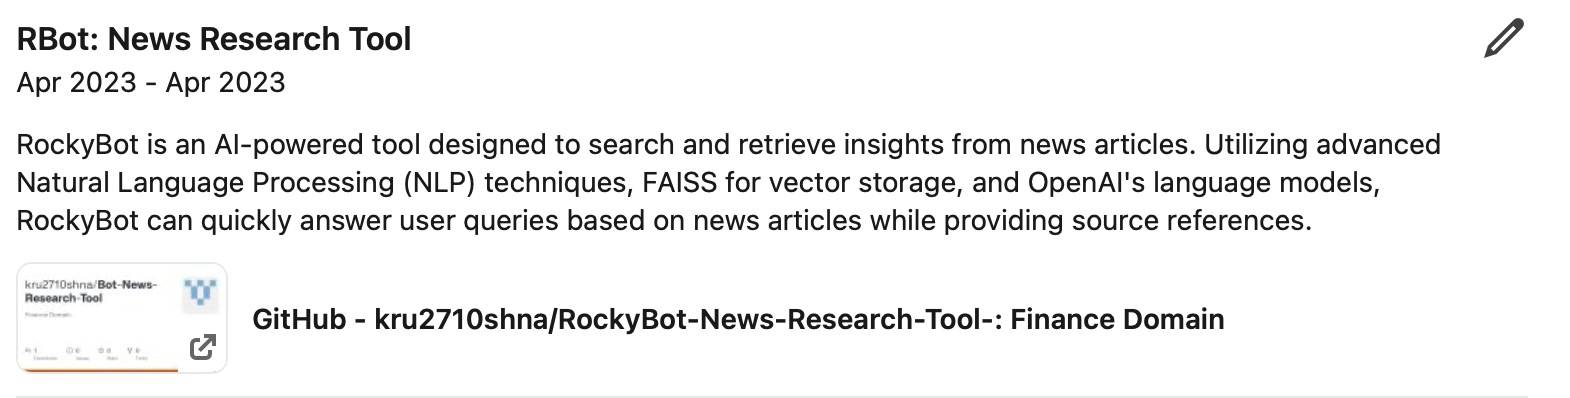 RBot: News Research Tool
Apr 2023 - Apr 2023
RockyBot is an AI-powered tool designed to search and retrieve insights from news articles. Utilizing advanced
Natural Language Processing (NLP) techniques, FAISS for vector storage, and OpenAI's language models,
RockyBot can quickly answer user queries based on news articles while providing source references.
kru2710shna/Bot-News-
Research-Tool
Finance Domain
GitHub - kru2710shna/RockyBot-News-Research-Tool-: Finance Domain